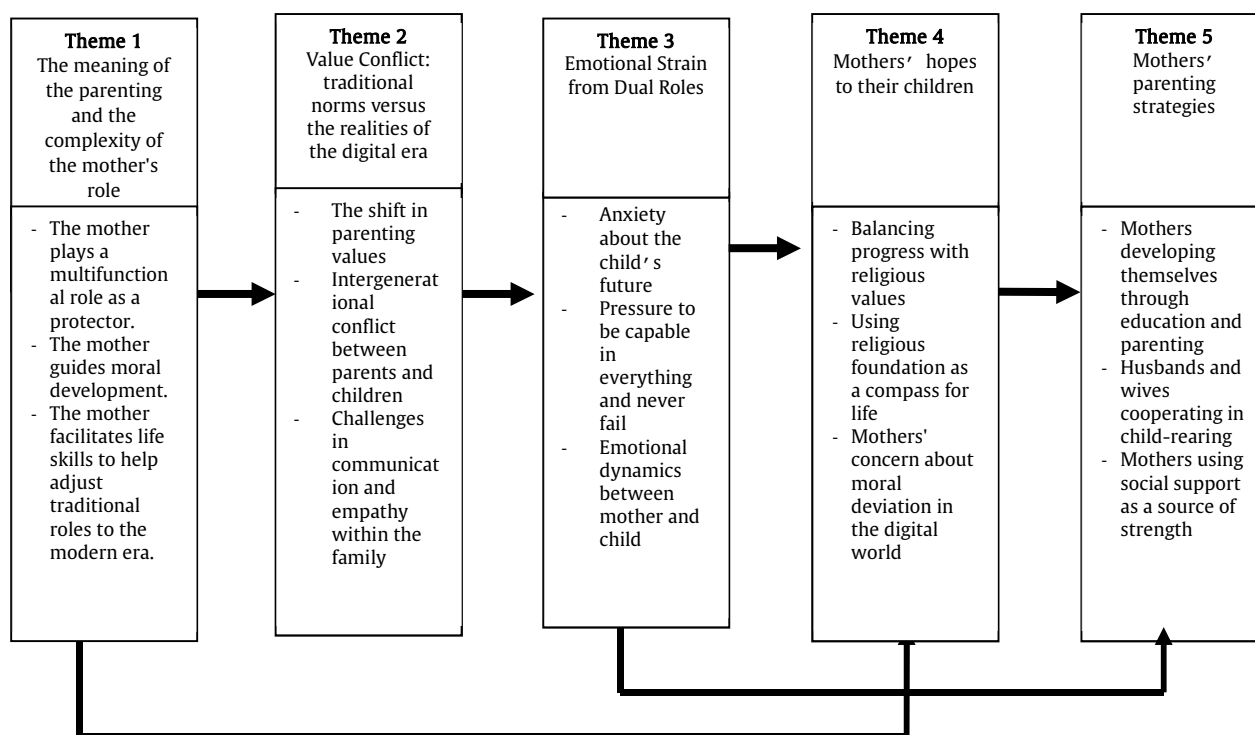 Theme 1
The meaning of
the parenting
and the
complexity of
the mother's
role
- The mother
plays a
multifunction
al role as a
protector.
- The mother
guides moral
development.
- The mother
facilitates life
skills to help
adjust
traditional
roles to the
modern era.
Theme 2
Value Conflict:
traditional
norms versus
the realities of
the digital era
- The shift in
parenting
values
- Intergenerat
ional
conflict
between
parents and
children
- Challenges
in
communicat
ion and
empathy
within the
family
Theme 3
Emotional Strain
from Dual Roles
- Anxiety
about the
child’s
future
- Pressure to
be capable
in
everything
and never
fail
- Emotional
dynamics
between
mother and
child
Theme 4
Mothers’ hopes
to their children
- Balancing
progress with
religious
values
- Using
religious
foundation as
a compass for
life
- Mothers'
concern about
moral
deviation in
the digital
world
Theme 5
Mothers’
parenting
strategies
- Mothers
developing
themselves
through
education and
parenting
- Husbands and
wives
cooperating in
child-rearing
- Mothers using
social support
as a source of
strength